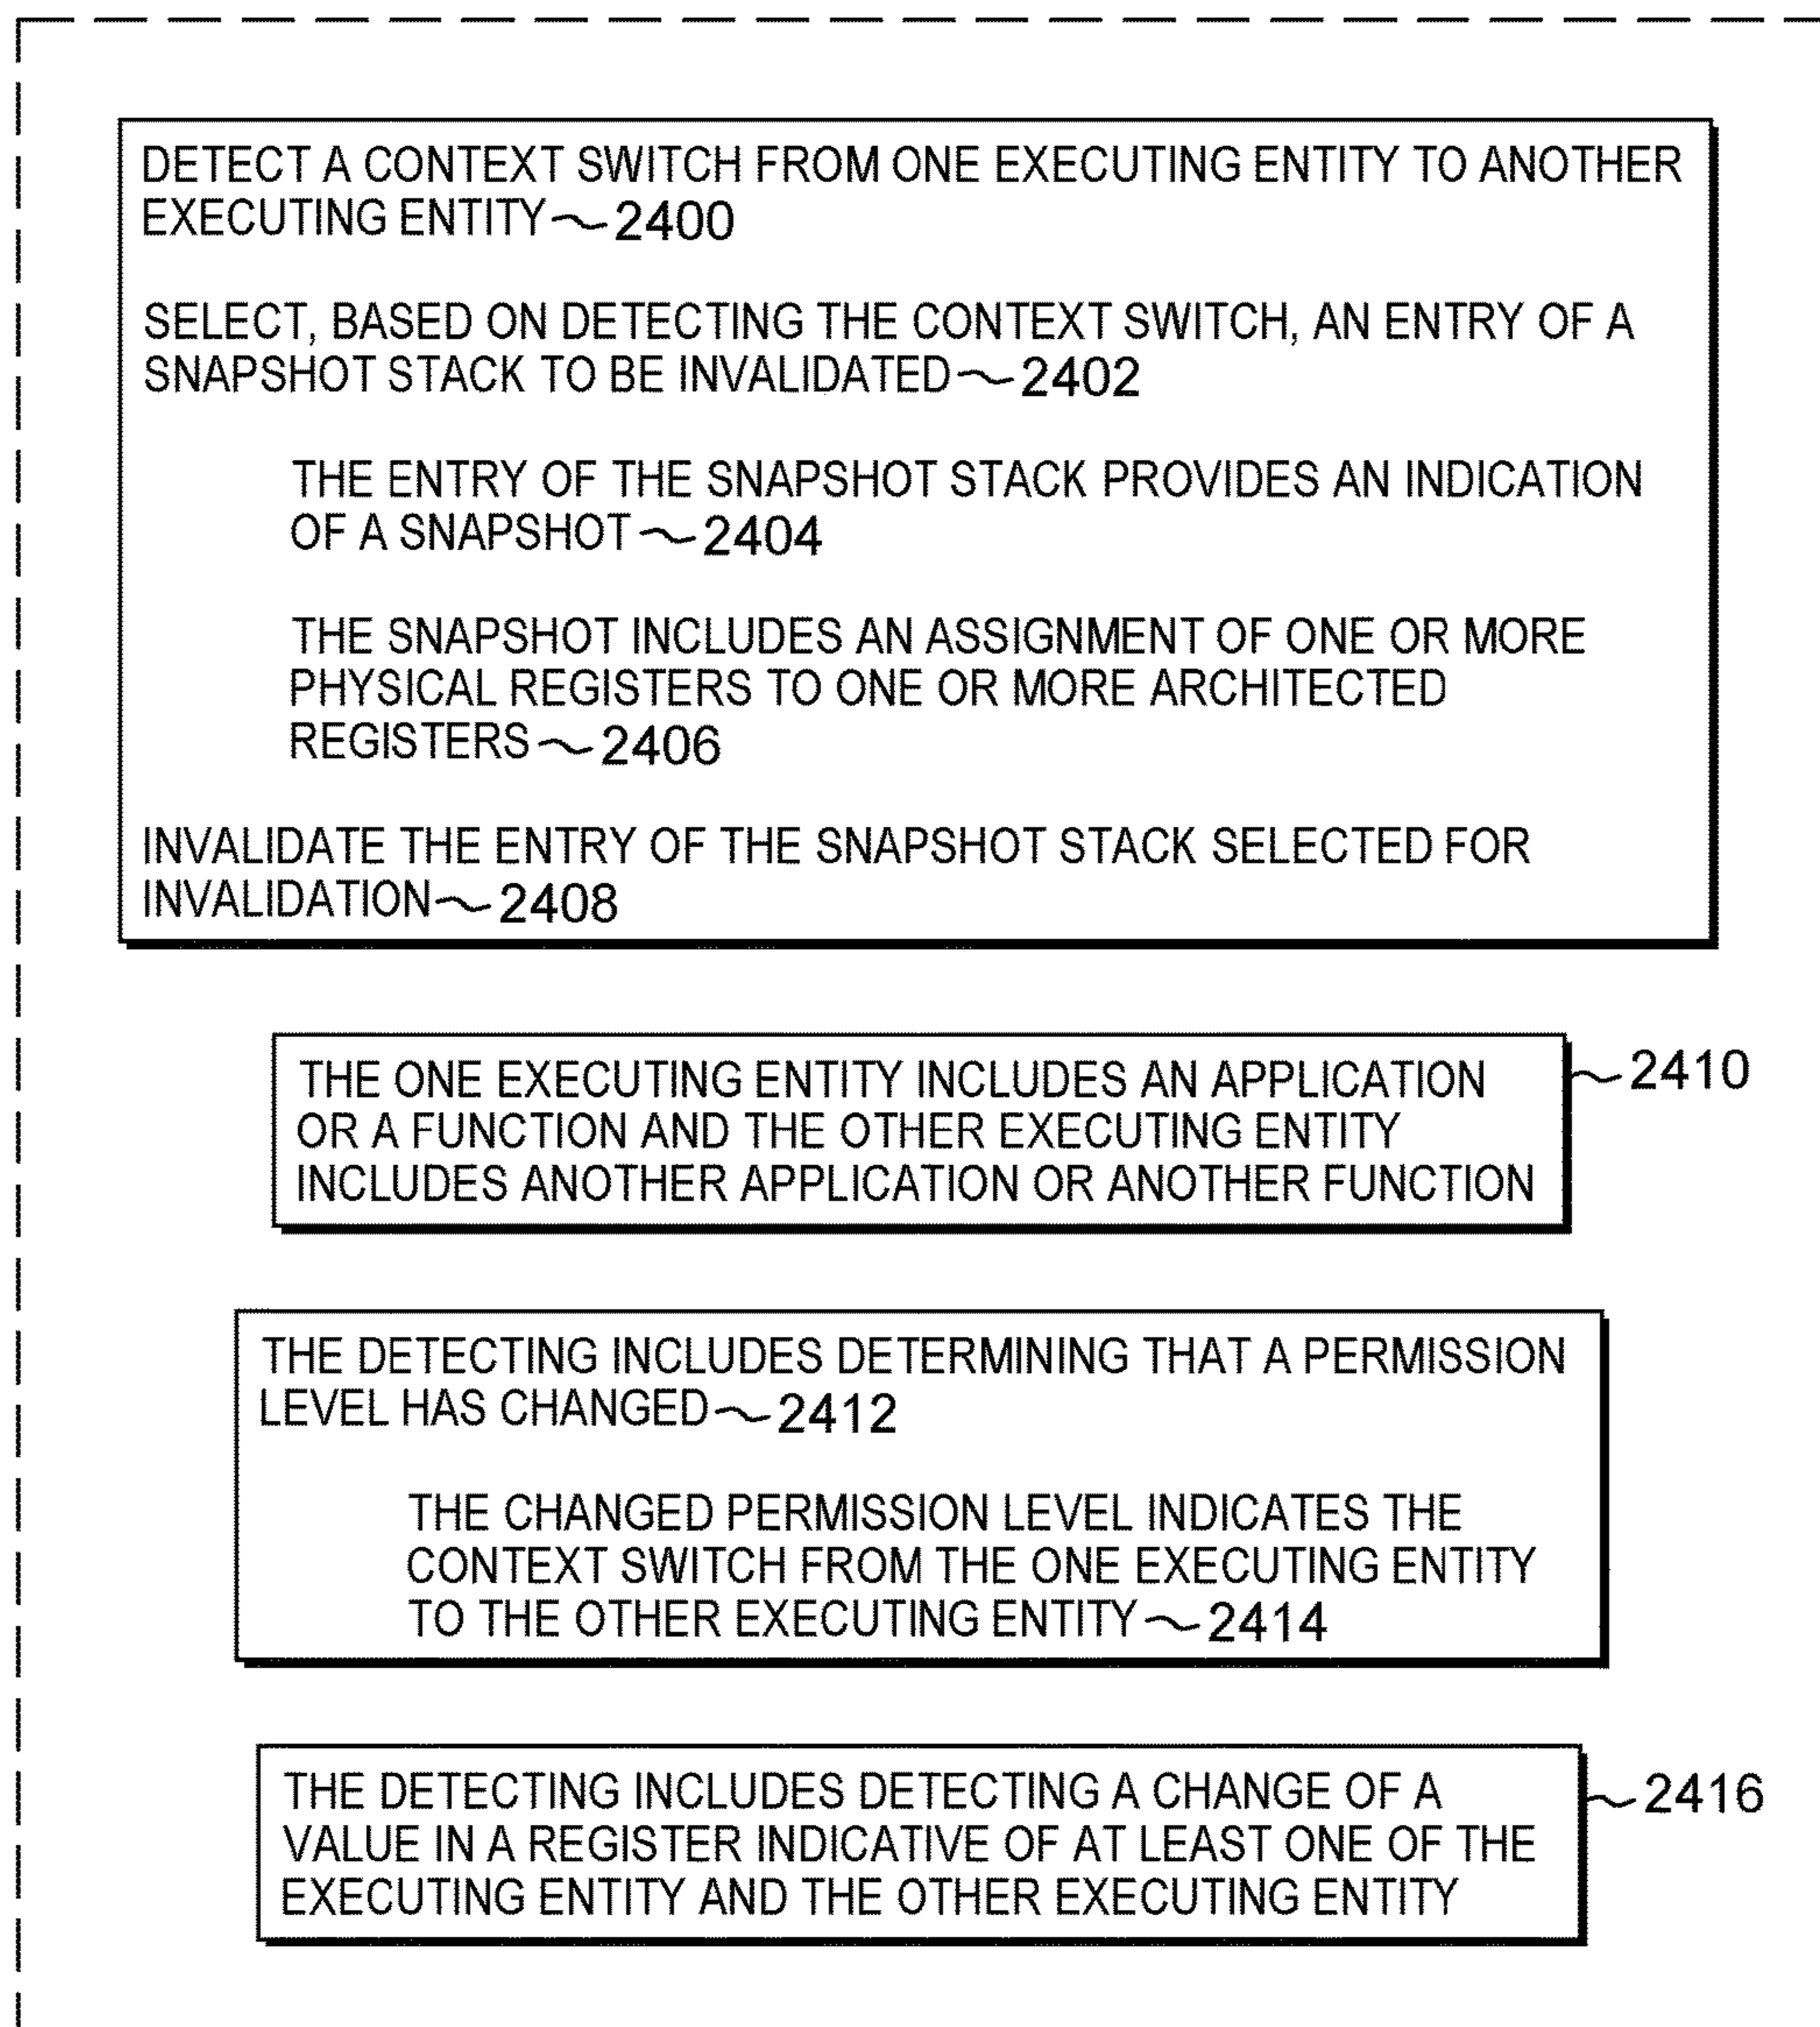 DETECT A CONTEXT SWITCH FROM ONE EXECUTING ENTITY TO ANOTHER
EXECUTING ENTITY~2400
SELECT, BASED ON DETECTING THE CONTEXT SWITCH, AN ENTRY OF A
SNAPSHOT STACK TO BE INVALIDATED~2402
THE ENTRY OF THE SNAPSHOT STACK PROVIDES AN INDICATION
OF A SNAPSHOT~2404
THE SNAPSHOT INCLUDES AN ASSIGNMENT OF ONE OR MORE
PHYSICAL REGISTERS TO ONE OR MORE ARCHITECTED
REGISTERS~2406
INVALIDATE THE ENTRY OF THE SNAPSHOT STACK SELECTED FOR
INVALIDATION~2408
THE ONE EXECUTING ENTITY INCLUDES AN APPLICATION ~2410
OR A FUNCTION AND THE OTHER EXECUTING ENTITY
INCLUDES ANOTHER APPLICATION OR ANOTHER FUNCTION
THE DETECTING INCLUDES DETERMINING THAT A PERMISSION
LEVEL HAS CHANGED~2412
THE CHANGED PERMISSION LEVEL INDICATES THE
CONTEXT SWITCH FROM THE ONE EXECUTING ENTITY
TO THE OTHER EXECUTING ENTITY~2414
THE DETECTING INCLUDES DETECTING A CHANGE OF A ~2416
VALUE IN A REGISTER INDICATIVE OF AT LEAST ONE OF THE
EXECUTING ENTITY AND THE OTHER EXECUTING ENTITY